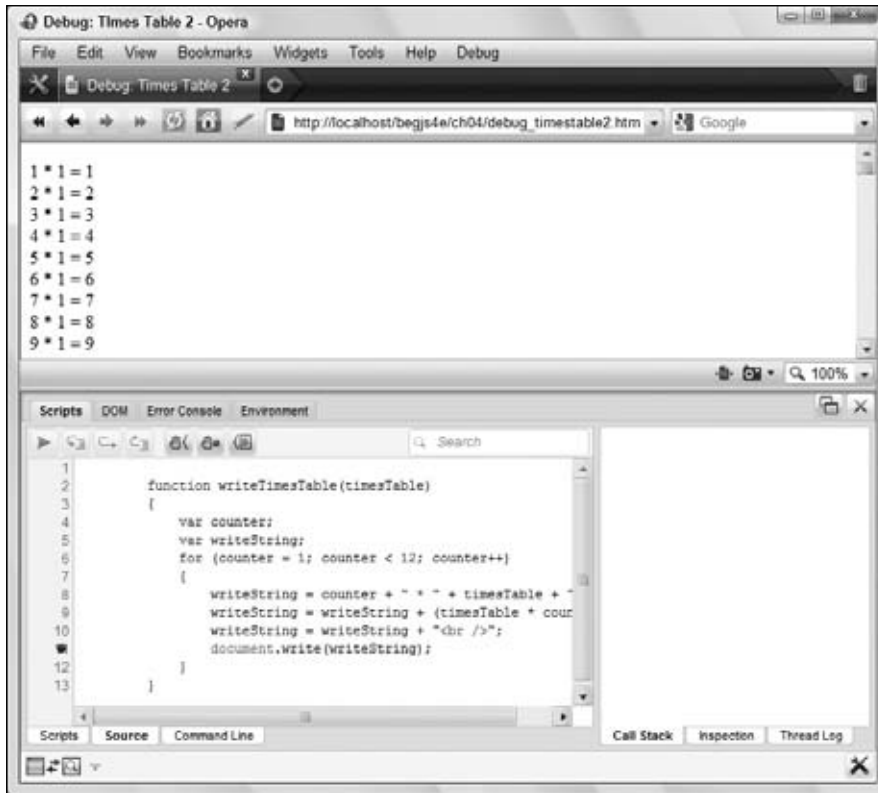 Debug: Times Table 2 - Opera
File Edit View Bookmarks Widgets Tools Help Debug
Debug: Times Table 2
http://localhost/begjs4e/ch04/debug_timestable2.htm
Google
1 * 1 = 1
2 * 1 = 2
3 * 1 = 3
4 * 1 = 4
5 * 1 = 5
6 * 1 = 6
7 * 1 = 7
8 * 1 = 8
9 * 1 = 9
100%
Scripts DOM Error Console Environment
Search
1
2 function writeTimesTable(timesTable)
3 {
4 var counter;
5 var writeString;
6 for (counter = 1; counter < 12; counter++)
7 {
8 writeString = counter + " * " + timesTable + "
9 writeString = writeString + (timesTable * coun
10 writeString = writeString + "<br />";
document.write(writeString);
12 }
13 }
Scripts Source Command Line
Call Stack Inspection Thread Log